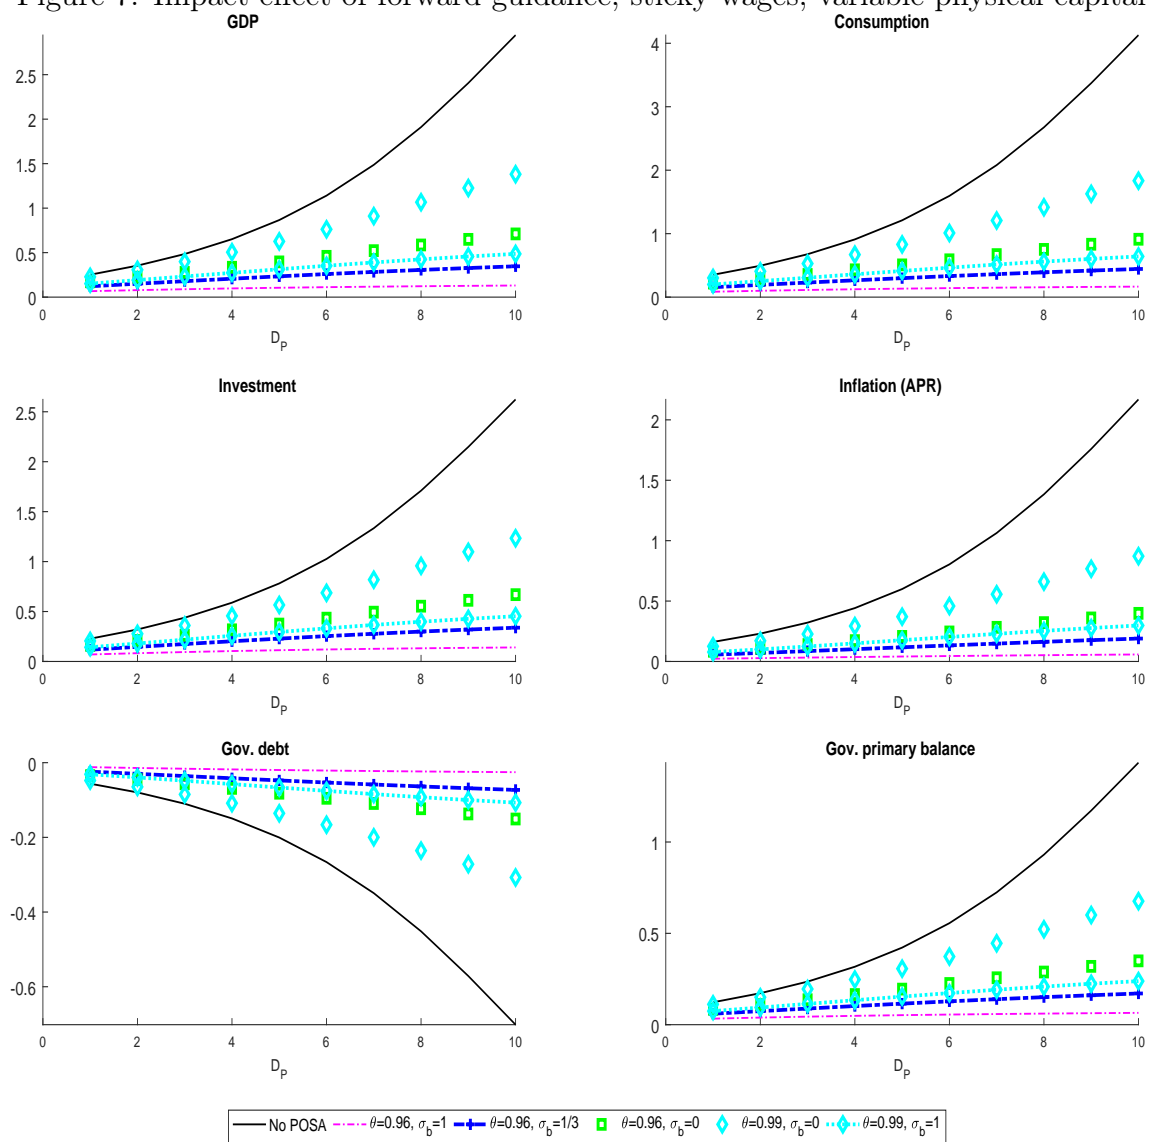 Figure 7: Impact effect of forward guidance, sticky wages, variable physical capital
GDP
Consumption
2.5
2
1.5
1
0.5
0
0 2 4 6 8 10
D_P
4
3
2
1
0
0 2 4 6 8 10
D_P
Investment
Inflation (APR)
2.5
2
1.5
1
0.5
0
0 2 4 6 8 10
D_P
2
1.5
1
0.5
0
0 2 4 6 8 10
D_P
Gov. debt
Gov. primary balance
0
-0.2
-0.4
-0.6
0 2 4 6 8 10
D_P
1
0.5
0
0 2 4 6 8 10
D_P
No POSA θ=0.96, σ_b=1 θ=0.96, σ_b=1/3 θ=0.96, σ_b=0 θ=0.99, σ_b=0 θ=0.99, σ_b=1